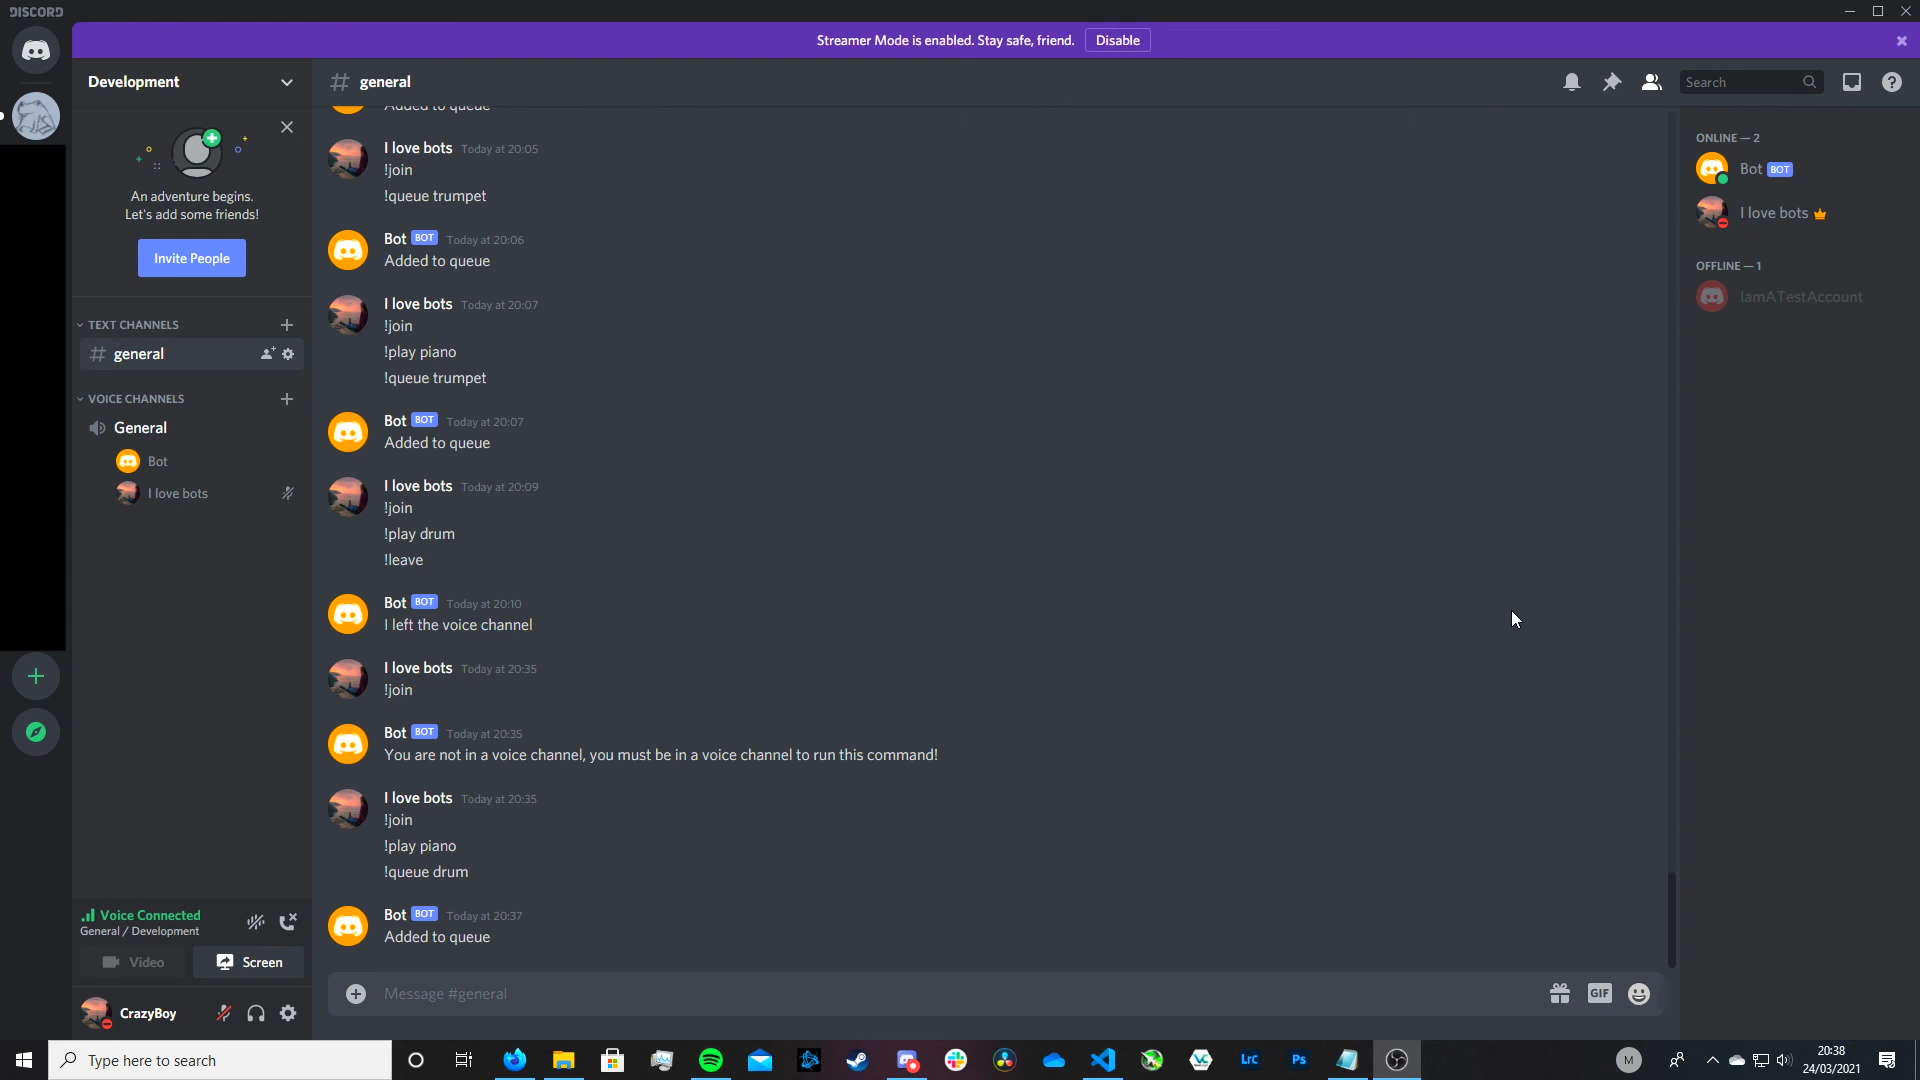 DISCORD
Streamer Mode is enabled. Stay safe, friend. Disable
Development
general
Search
An adventure begins.
Let's add some friends!
Invite People
TEXT CHANNELS
general
VOICE CHANNELS
General
Bot
I love bots
Added to queue
I love bots Today at 20:05
!join
!queue trumpet
Bot BOT Today at 20:06
Added to queue
I love bots Today at 20:07
!join
!play piano
!queue trumpet
Bot BOT Today at 20:07
Added to queue
I love bots Today at 20:09
!join
!play drum
!leave
Bot BOT Today at 20:10
I left the voice channel
I love bots Today at 20:35
!join
Bot BOT Today at 20:35
You are not in a voice channel, you must be in a voice channel to run this command!
I love bots Today at 20:35
!join
!play piano
!queue drum
Bot BOT Today at 20:37
Added to queue
Message #general
GIF
ONLINE — 2
Bot BOT
I love bots
OFFLINE — 1
IamATestAccount
Voice Connected
General / Development
Video Screen
CrazyBoy
Type here to search
LrC
Ps
M
20:38
24/03/2021